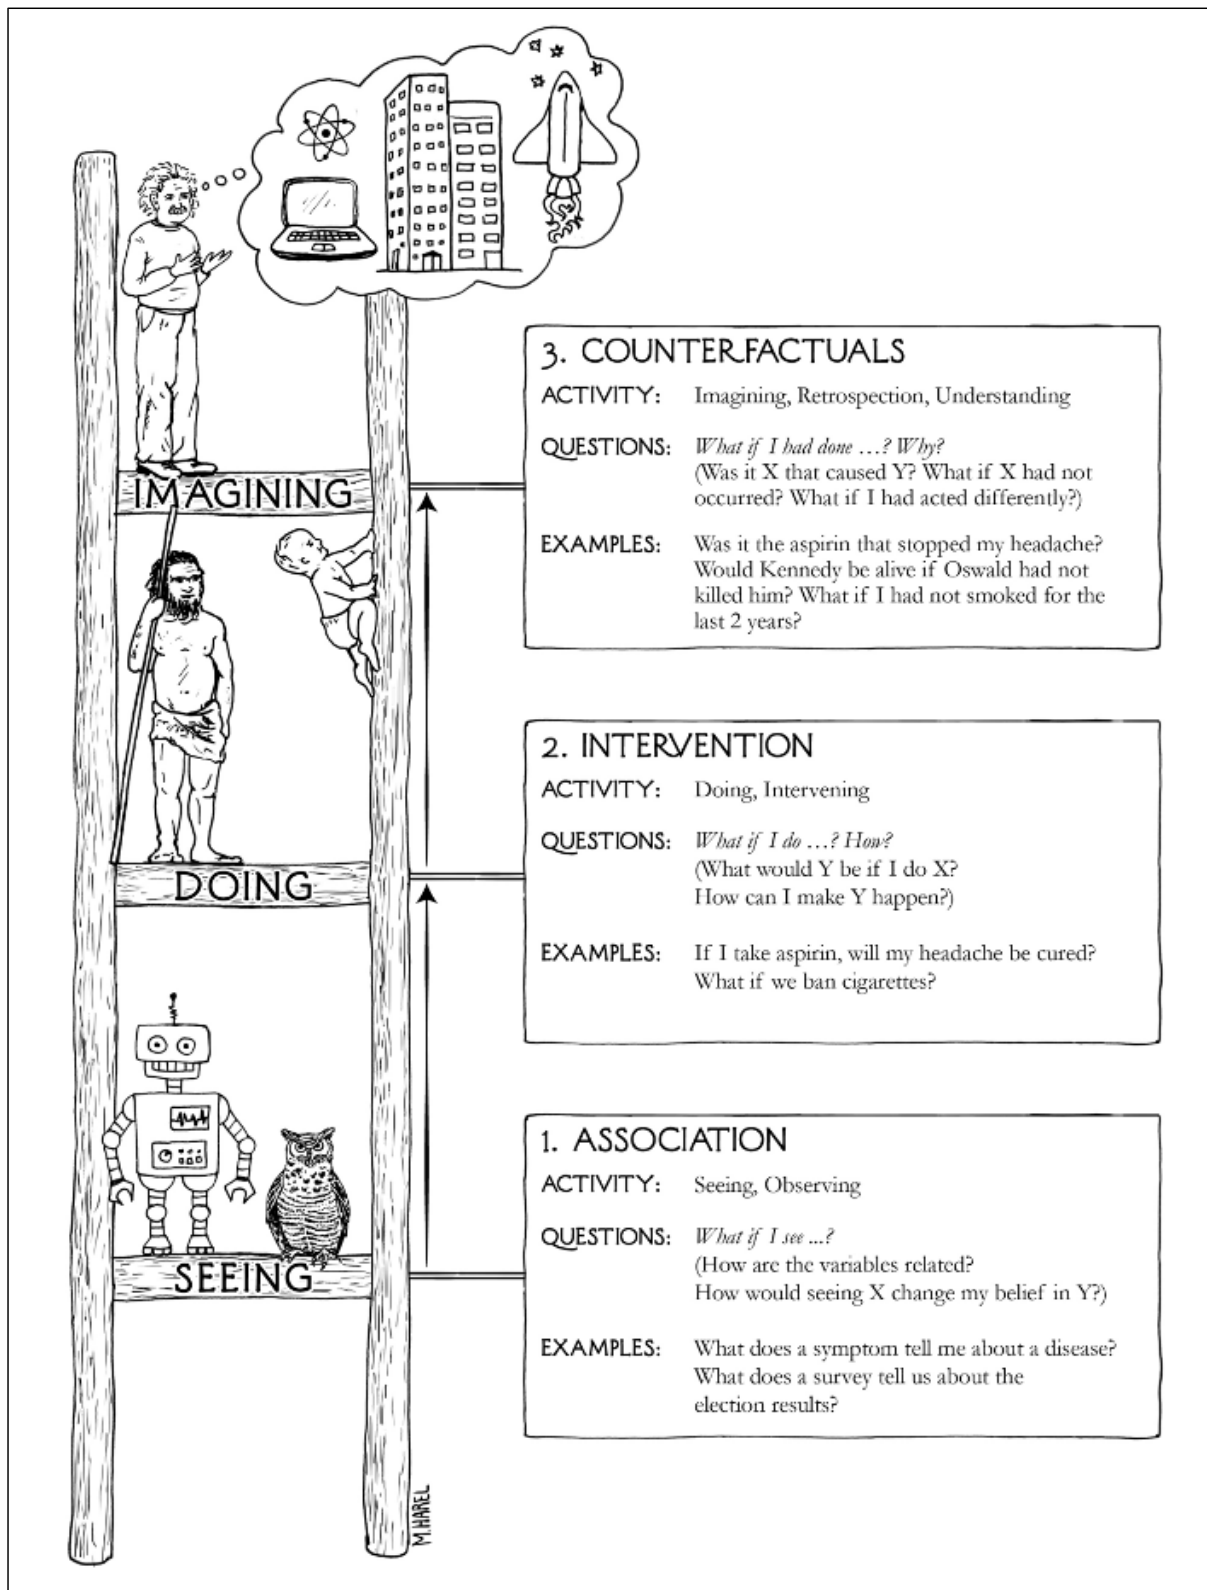 3. COUNTERFACTUALS
ACTIVITY: Imagining, Retrospection, Understanding
QUESTIONS: What if I had done …? Why?
(Was it X that caused Y? What if X had not
occurred? What if I had acted differently?)
EXAMPLES: Was it the aspirin that stopped my headache?
Would Kennedy be alive if Oswald had not
killed him? What if I had not smoked for the
last 2 years?
IMAGINING
2. INTERVENTION
ACTIVITY: Doing, Intervening
QUESTIONS: What if I do …? How?
(What would Y be if I do X?
How can I make Y happen?)
EXAMPLES: If I take aspirin, will my headache be cured?
What if we ban cigarettes?
DOING
1. ASSOCIATION
ACTIVITY: Seeing, Observing
QUESTIONS: What if I see ...?
(How are the variables related?
How would seeing X change my belief in Y?)
EXAMPLES: What does a symptom tell me about a disease?
What does a survey tell us about the
election results?
SEEING
M.HAREL